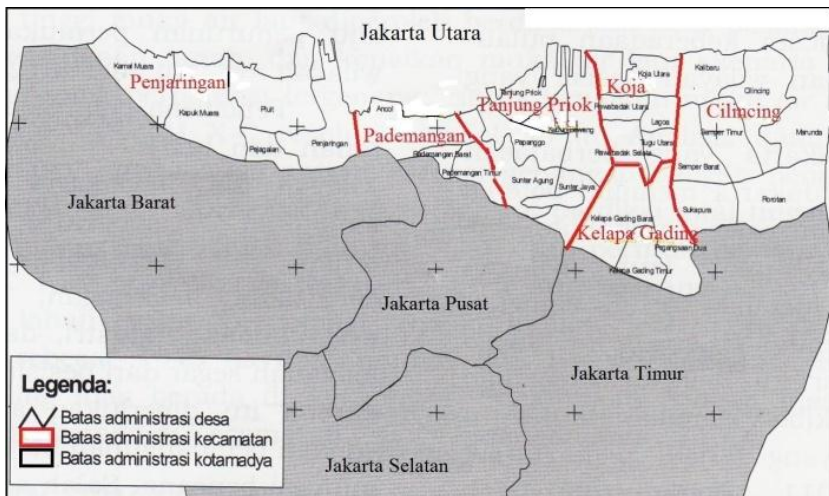 Jakarta Utara
Kamal Muara
Penjaringan
Kapuk Muara
Pluit
Pejagalan
Penjaringan
Ancol
Pademangan
Pademangan Barat
Pademangan Timur
Tanjung Priok
Tanjung Priok
Papanggo
Sunter Agung
Sunter Jaya
Koja Utara
Koja
Rawabadak Utara
Lagoa
Tugu Utara
Rawabadak Selata
Kalibaru
Cilincing
Cilincing
Semper Timur
Marunda
Semper Barat
Sukapura
Rorotan
Kelapa Gading Barat
Kelapa Gading
Pegangsaan Dua
Kelapa Gading Timur
Jakarta Barat
Jakarta Pusat
Jakarta Timur
Jakarta Selatan
Legenda:
Batas administrasi desa
Batas administrasi kecamatan
Batas administrasi kotamadya